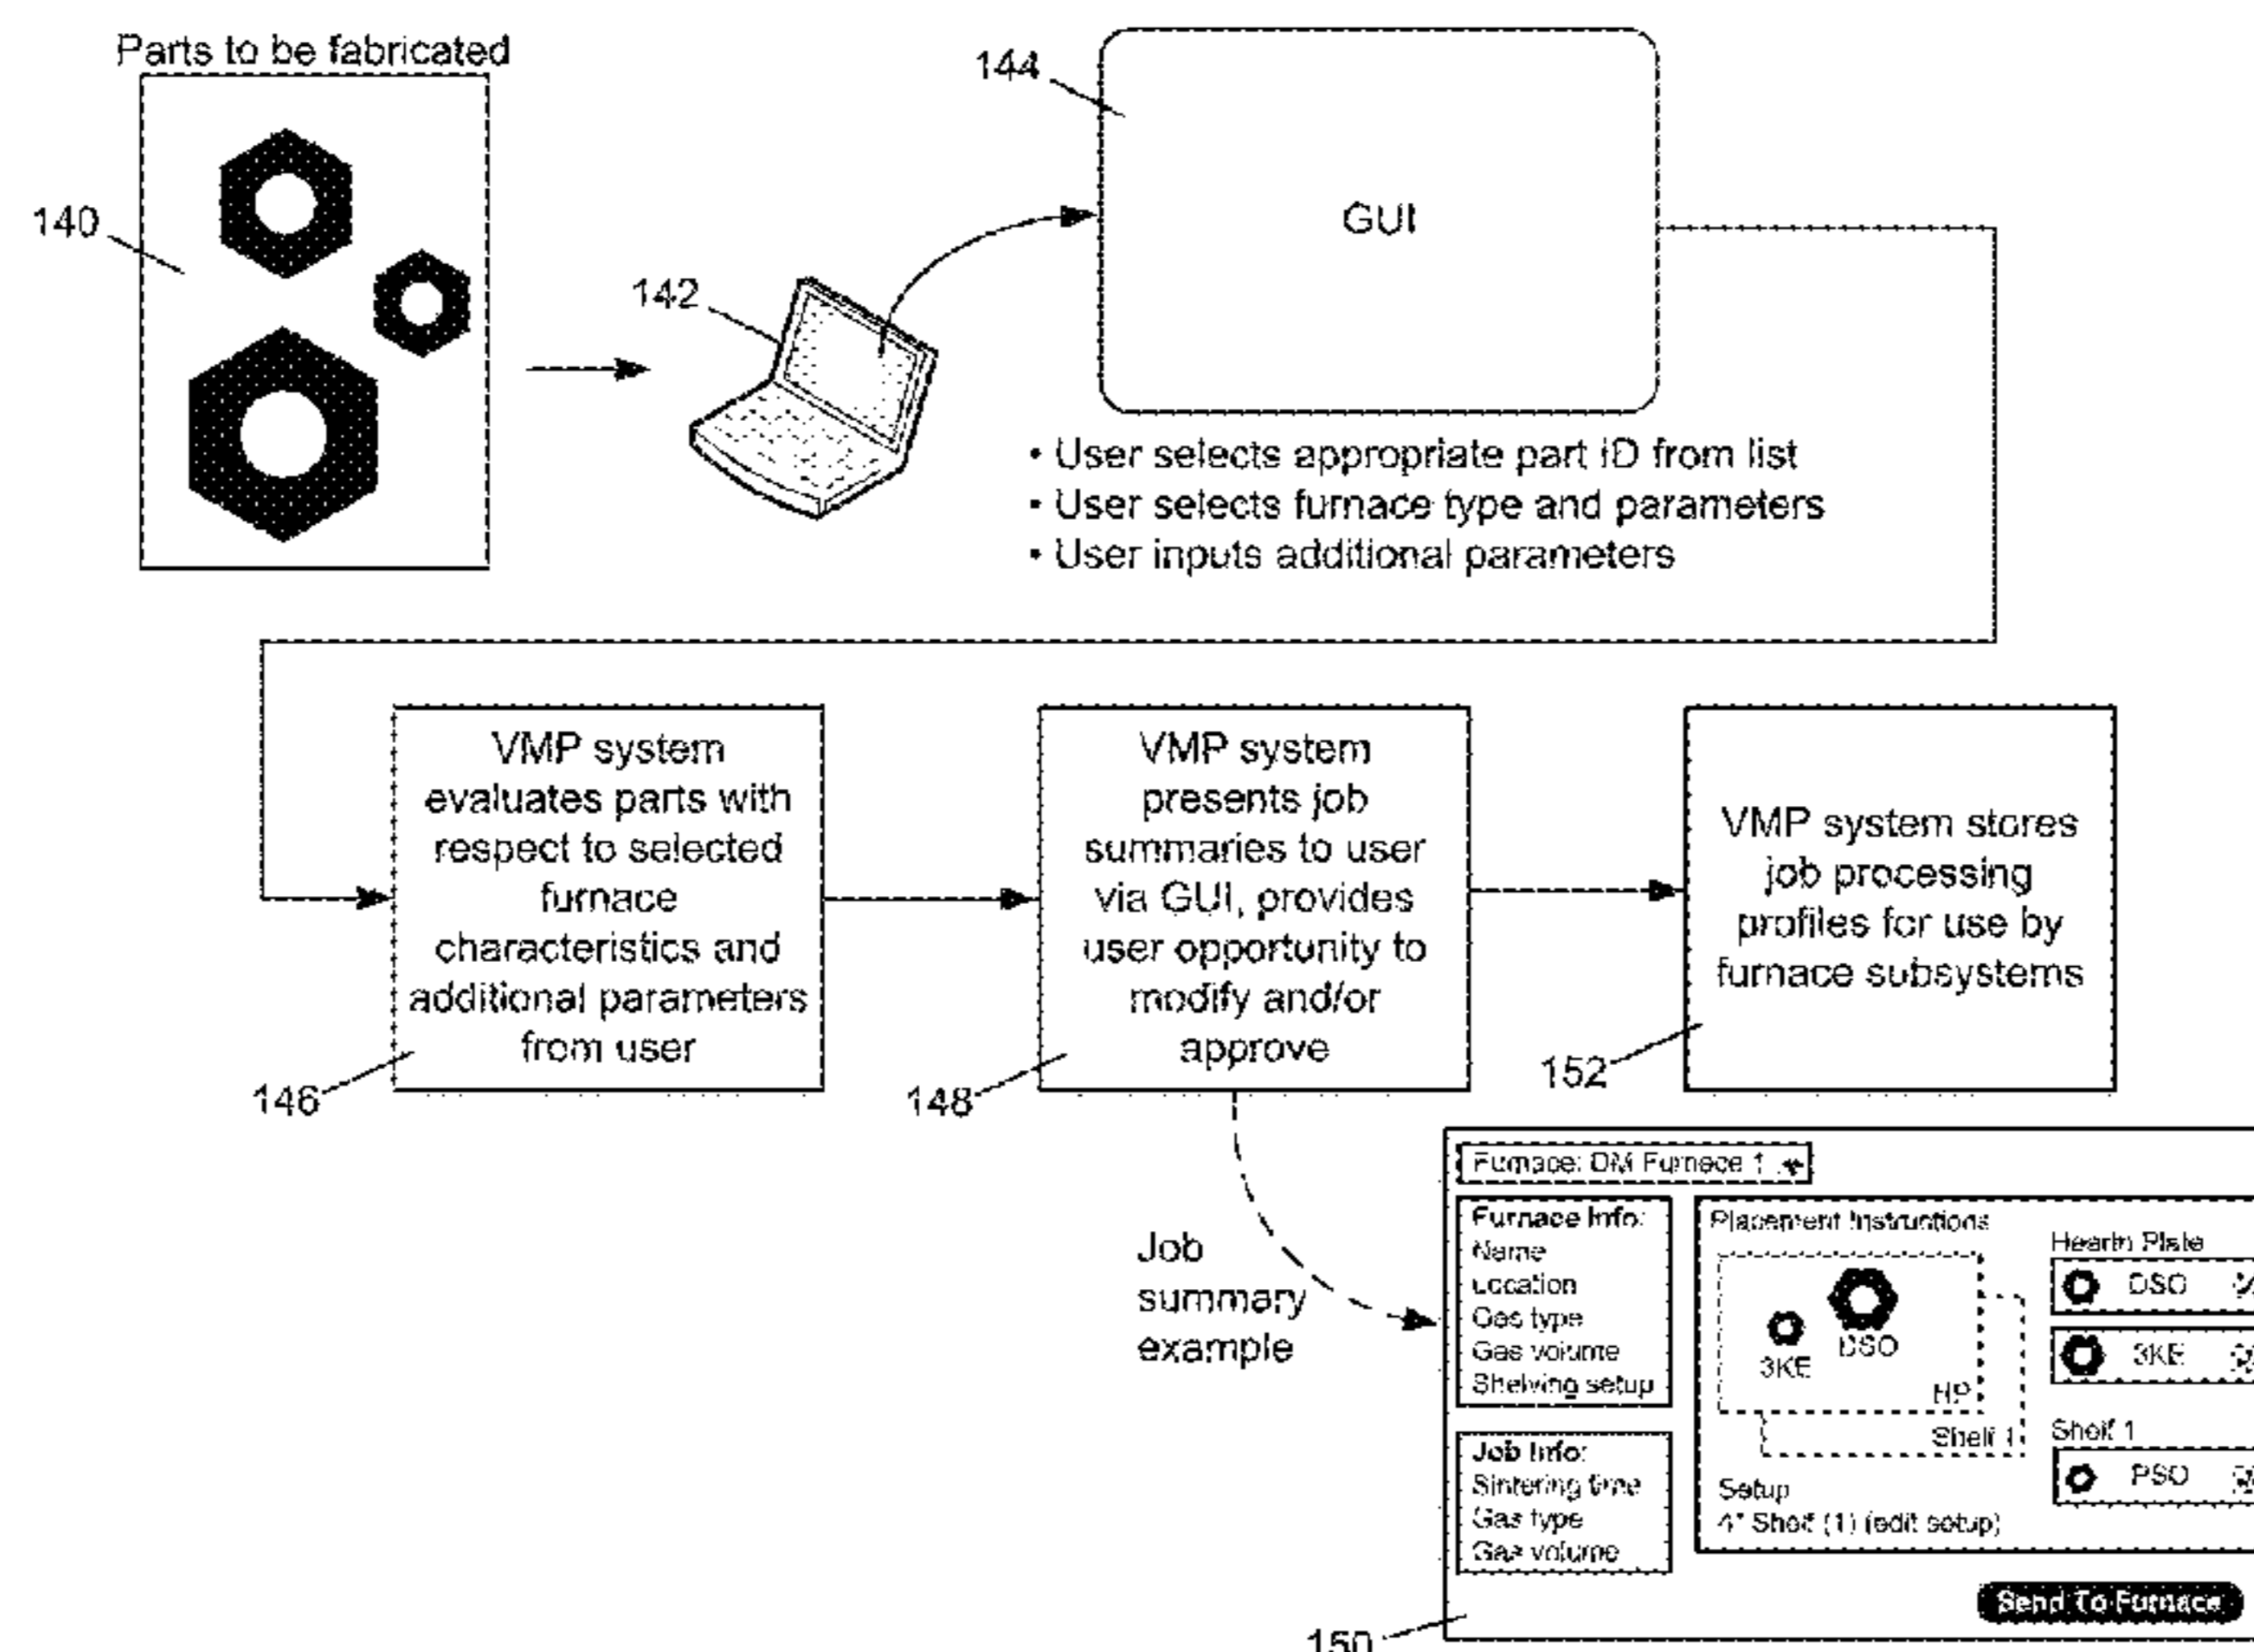 Parts to be fabricated
140
142
144
GUI
• User selects appropriate part ID from list
• User selects furnace type and parameters
• User inputs additional parameters
VMP system
evaluates parts with
respect to selected
furnace
characteristics and
additional parameters
from user
146
VMP system
presents job
summaries to user
via GUI, provides
user opportunity to
modify and/or
approve
148
VMP system stores
job processing
profiles for use by
furnace subsystems
152
Job
summary
example
Furnace: DM Furnace 1
Furnace Info:
Name
Location
Gas type
Gas volume
Shelving setup
Job Info:
Sintering time
Gas type
Gas volume
Placement Instructions
3KE
DSO
HP
Shelf 1
Setup
4" Shelf (1) (edit setup)
Hearth Plate
DSO
3KE
Shelf 1
PSO
Send To Furnace
150